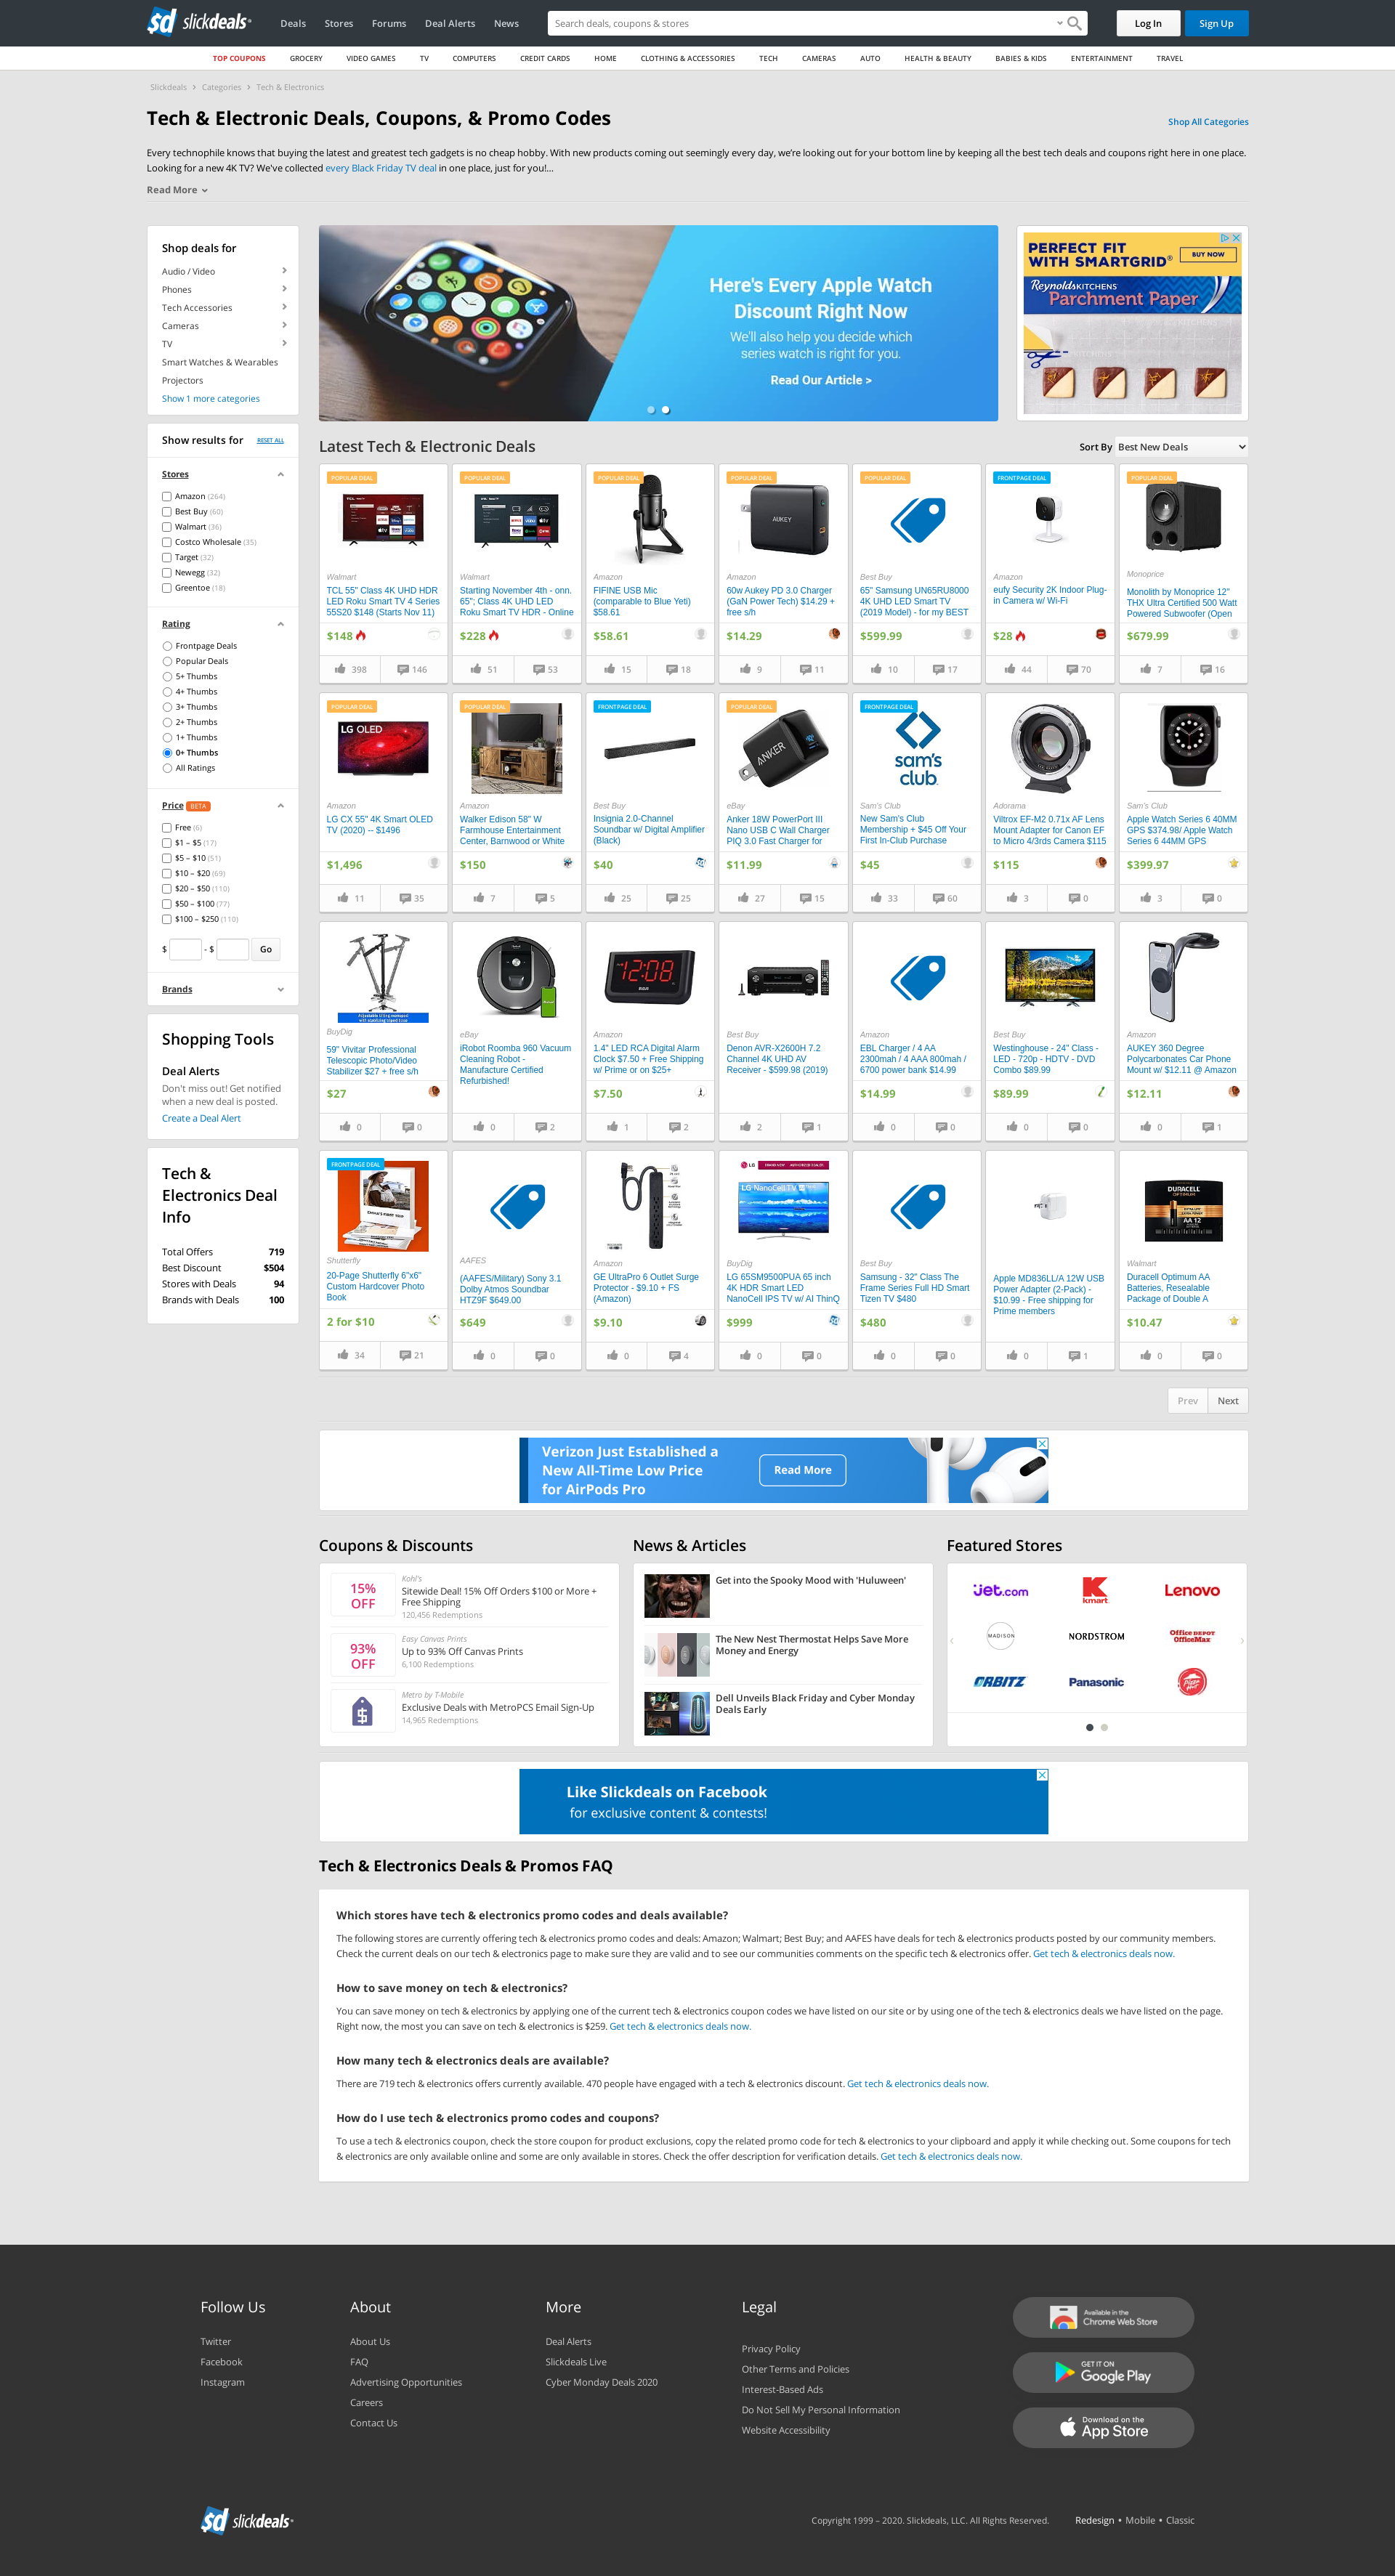 sd slickdeals
Deals Stores Forums Deal Alerts News
Search deals, coupons & stores
Log In
Sign Up
TOP COUPONS GROCERY VIDEO GAMES TV COMPUTERS CREDIT CARDS HOME CLOTHING & ACCESSORIES TECH CAMERAS AUTO HEALTH & BEAUTY BABIES & KIDS ENTERTAINMENT TRAVEL
Slickdeals › Categories › Tech & Electronics
Tech & Electronic Deals, Coupons, & Promo Codes
Shop All Categories
Every technophile knows that buying the latest and greatest tech gadgets is no cheap hobby. With new products coming out seemingly every day, we're looking out for your bottom line by keeping all the best tech deals and coupons right here in one place.
Looking for a new 4K TV? We've collected every Black Friday TV deal in one place, just for you!...
Read More
Shop deals for
Audio / Video
Phones
Tech Accessories
Cameras
TV
Smart Watches & Wearables
Projectors
Show 1 more categories
Show results for RESET ALL
Stores
Amazon (264)
Best Buy (60)
Walmart (36)
Costco Wholesale (35)
Target (32)
Newegg (32)
Greentoe (18)
Rating
Frontpage Deals
Popular Deals
5+ Thumbs
4+ Thumbs
3+ Thumbs
2+ Thumbs
1+ Thumbs
0+ Thumbs
All Ratings
Price BETA
Free (6)
$1 – $5 (17)
$5 – $10 (51)
$10 – $20 (69)
$20 – $50 (110)
$50 – $100 (77)
$100 – $250 (110)
$ - $ Go
Brands
Shopping Tools
Deal Alerts
Don't miss out! Get notified
when a new deal is posted.
Create a Deal Alert
Tech &
Electronics Deal
Info
Total Offers 719
Best Discount $504
Stores with Deals 94
Brands with Deals 100
Here's Every Apple Watch
Discount Right Now
We'll also help you decide which
series watch is right for you.
Read Our Article >
PERFECT FIT
WITH SMARTGRID®
BUY NOW
Reynolds KITCHENS
Parchment Paper
Latest Tech & Electronic Deals
Sort By Best New Deals
POPULAR DEAL
Walmart
TCL 55" Class 4K UHD HDR
LED Roku Smart TV 4 Series
55S20 $148 (Starts Nov 11)
$148
398 146
POPULAR DEAL
Walmart
Starting November 4th - onn.
65"; Class 4K UHD LED
Roku Smart TV HDR - Online
$228
51 53
POPULAR DEAL
Amazon
FIFINE USB Mic
(comparable to Blue Yeti)
$58.61
$58.61
15 18
POPULAR DEAL
AUKEY
Amazon
60w Aukey PD 3.0 Charger
(GaN Power Tech) $14.29 +
free s/h
$14.29
9 11
POPULAR DEAL
Best Buy
65" Samsung UN65RU8000
4K UHD LED Smart TV
(2019 Model) - for my BEST
$599.99
10 17
FRONTPAGE DEAL
Amazon
eufy Security 2K Indoor Plug-
in Camera w/ Wi-Fi
$28
44 70
POPULAR DEAL
Monoprice
Monolith by Monoprice 12"
THX Ultra Certified 500 Watt
Powered Subwoofer (Open
$679.99
7 16
POPULAR DEAL
LG OLED
Amazon
LG CX 55" 4K Smart OLED
TV (2020) -- $1496
$1,496
11 35
POPULAR DEAL
Amazon
Walker Edison 58" W
Farmhouse Entertainment
Center, Barnwood or White
$150
7 5
FRONTPAGE DEAL
Best Buy
Insignia 2.0-Channel
Soundbar w/ Digital Amplifier
(Black)
$40
25 25
POPULAR DEAL
ANKER
eBay
Anker 18W PowerPort III
Nano USB C Wall Charger
PIQ 3.0 Fast Charger for
$11.99
27 15
FRONTPAGE DEAL
sam's
club
Sam's Club
New Sam's Club
Membership + $45 Off Your
First In-Club Purchase
$45
33 60
Adorama
Viltrox EF-M2 0.71x AF Lens
Mount Adapter for Canon EF
to Micro 4/3rds Camera $115
$115
3 0
Sam's Club
Apple Watch Series 6 40MM
GPS $374.98/ Apple Watch
Series 6 44MM GPS
$399.97
3 0
BuyDig
59" Vivitar Professional
Telescopic Photo/Video
Stabilizer $27 + free s/h
$27
0 0
eBay
iRobot Roomba 960 Vacuum
Cleaning Robot -
Manufacture Certified
Refurbished!
0 2
12:08
RCA
Amazon
1.4" LED RCA Digital Alarm
Clock $7.50 + Free Shipping
w/ Prime or on $25+
$7.50
1 2
Best Buy
Denon AVR-X2600H 7.2
Channel 4K UHD AV
Receiver - $599.98 (2019)
2 1
Amazon
EBL Charger / 4 AA
2300mah / 4 AAA 800mah /
6700 power bank $14.99
$14.99
0 0
Best Buy
Westinghouse - 24" Class -
LED - 720p - HDTV - DVD
Combo $89.99
$89.99
0 0
Amazon
AUKEY 360 Degree
Polycarbonates Car Phone
Mount w/ $12.11 @ Amazon
$12.11
0 1
FRONTPAGE DEAL
Shutterfly
20-Page Shutterfly 6"x6"
Custom Hardcover Photo
Book
2 for $10
34 21
AAFES
(AAFES/Military) Sony 3.1
Dolby Atmos Soundbar
HTZ9F $649.00
$649
0 0
Amazon
GE UltraPro 6 Outlet Surge
Protector - $9.10 + FS
(Amazon)
$9.10
0 4
LG
LG NanoCell TV
BuyDig
LG 65SM9500PUA 65 inch
4K HDR Smart LED
NanoCell IPS TV w/ AI ThinQ
$999
0 0
Best Buy
Samsung - 32" Class The
Frame Series Full HD Smart
Tizen TV $480
$480
0 0
Apple MD836LL/A 12W USB
Power Adapter (2-Pack) -
$10.99 - Free shipping for
Prime members
0 1
DURACELL
OPTIMUM
AA 12
Walmart
Duracell Optimum AA
Batteries, Resealable
Package of Double A
$10.47
0 0
Prev Next
Verizon Just Established a
New All-Time Low Price
for AirPods Pro
Read More
Coupons & Discounts
15%
OFF
Kohl's
Sitewide Deal! 15% Off Orders $100 or More +
Free Shipping
120,456 Redemptions
93%
OFF
Easy Canvas Prints
Up to 93% Off Canvas Prints
6,100 Redemptions
Metro by T-Mobile
Exclusive Deals with MetroPCS Email Sign-Up
14,965 Redemptions
News & Articles
Get into the Spooky Mood with 'Huluween'
The New Nest Thermostat Helps Save More
Money and Energy
Dell Unveils Black Friday and Cyber Monday
Deals Early
Featured Stores
jet.com
K kmart
Lenovo
MADISON
NORDSTROM
Office DEPOT
OfficeMax
ORBITZ
Panasonic
Pizza Hut
Like Slickdeals on Facebook
for exclusive content & contests!
Tech & Electronics Deals & Promos FAQ
Which stores have tech & electronics promo codes and deals available?
The following stores are currently offering tech & electronics promo codes and deals: Amazon; Walmart; Best Buy; and AAFES have deals for tech & electronics products posted by our community members.
Check the current deals on our tech & electronics page to make sure they are valid and to see our communities comments on the specific tech & electronics offer. Get tech & electronics deals now.
How to save money on tech & electronics?
You can save money on tech & electronics by applying one of the current tech & electronics coupon codes we have listed on our site or by using one of the tech & electronics deals we have listed on the page.
Right now, the most you can save on tech & electronics is $259. Get tech & electronics deals now.
How many tech & electronics deals are available?
There are 719 tech & electronics offers currently available. 470 people have engaged with a tech & electronics discount. Get tech & electronics deals now.
How do I use tech & electronics promo codes and coupons?
To use a tech & electronics coupon, check the store coupon for product exclusions, copy the related promo code for tech & electronics to your clipboard and apply it while checking out. Some coupons for tech
& electronics are only available online and some are only available in stores. Check the offer description for verification details. Get tech & electronics deals now.
Follow Us
Twitter
Facebook
Instagram
About
About Us
FAQ
Advertising Opportunities
Careers
Contact Us
More
Deal Alerts
Slickdeals Live
Cyber Monday Deals 2020
Legal
Privacy Policy
Other Terms and Policies
Interest-Based Ads
Do Not Sell My Personal Information
Website Accessibility
Available in the
Chrome Web Store
GET IT ON
Google Play
Download on the
App Store
sd slickdeals
Copyright 1999 – 2020. Slickdeals, LLC. All Rights Reserved.
Redesign • Mobile • Classic